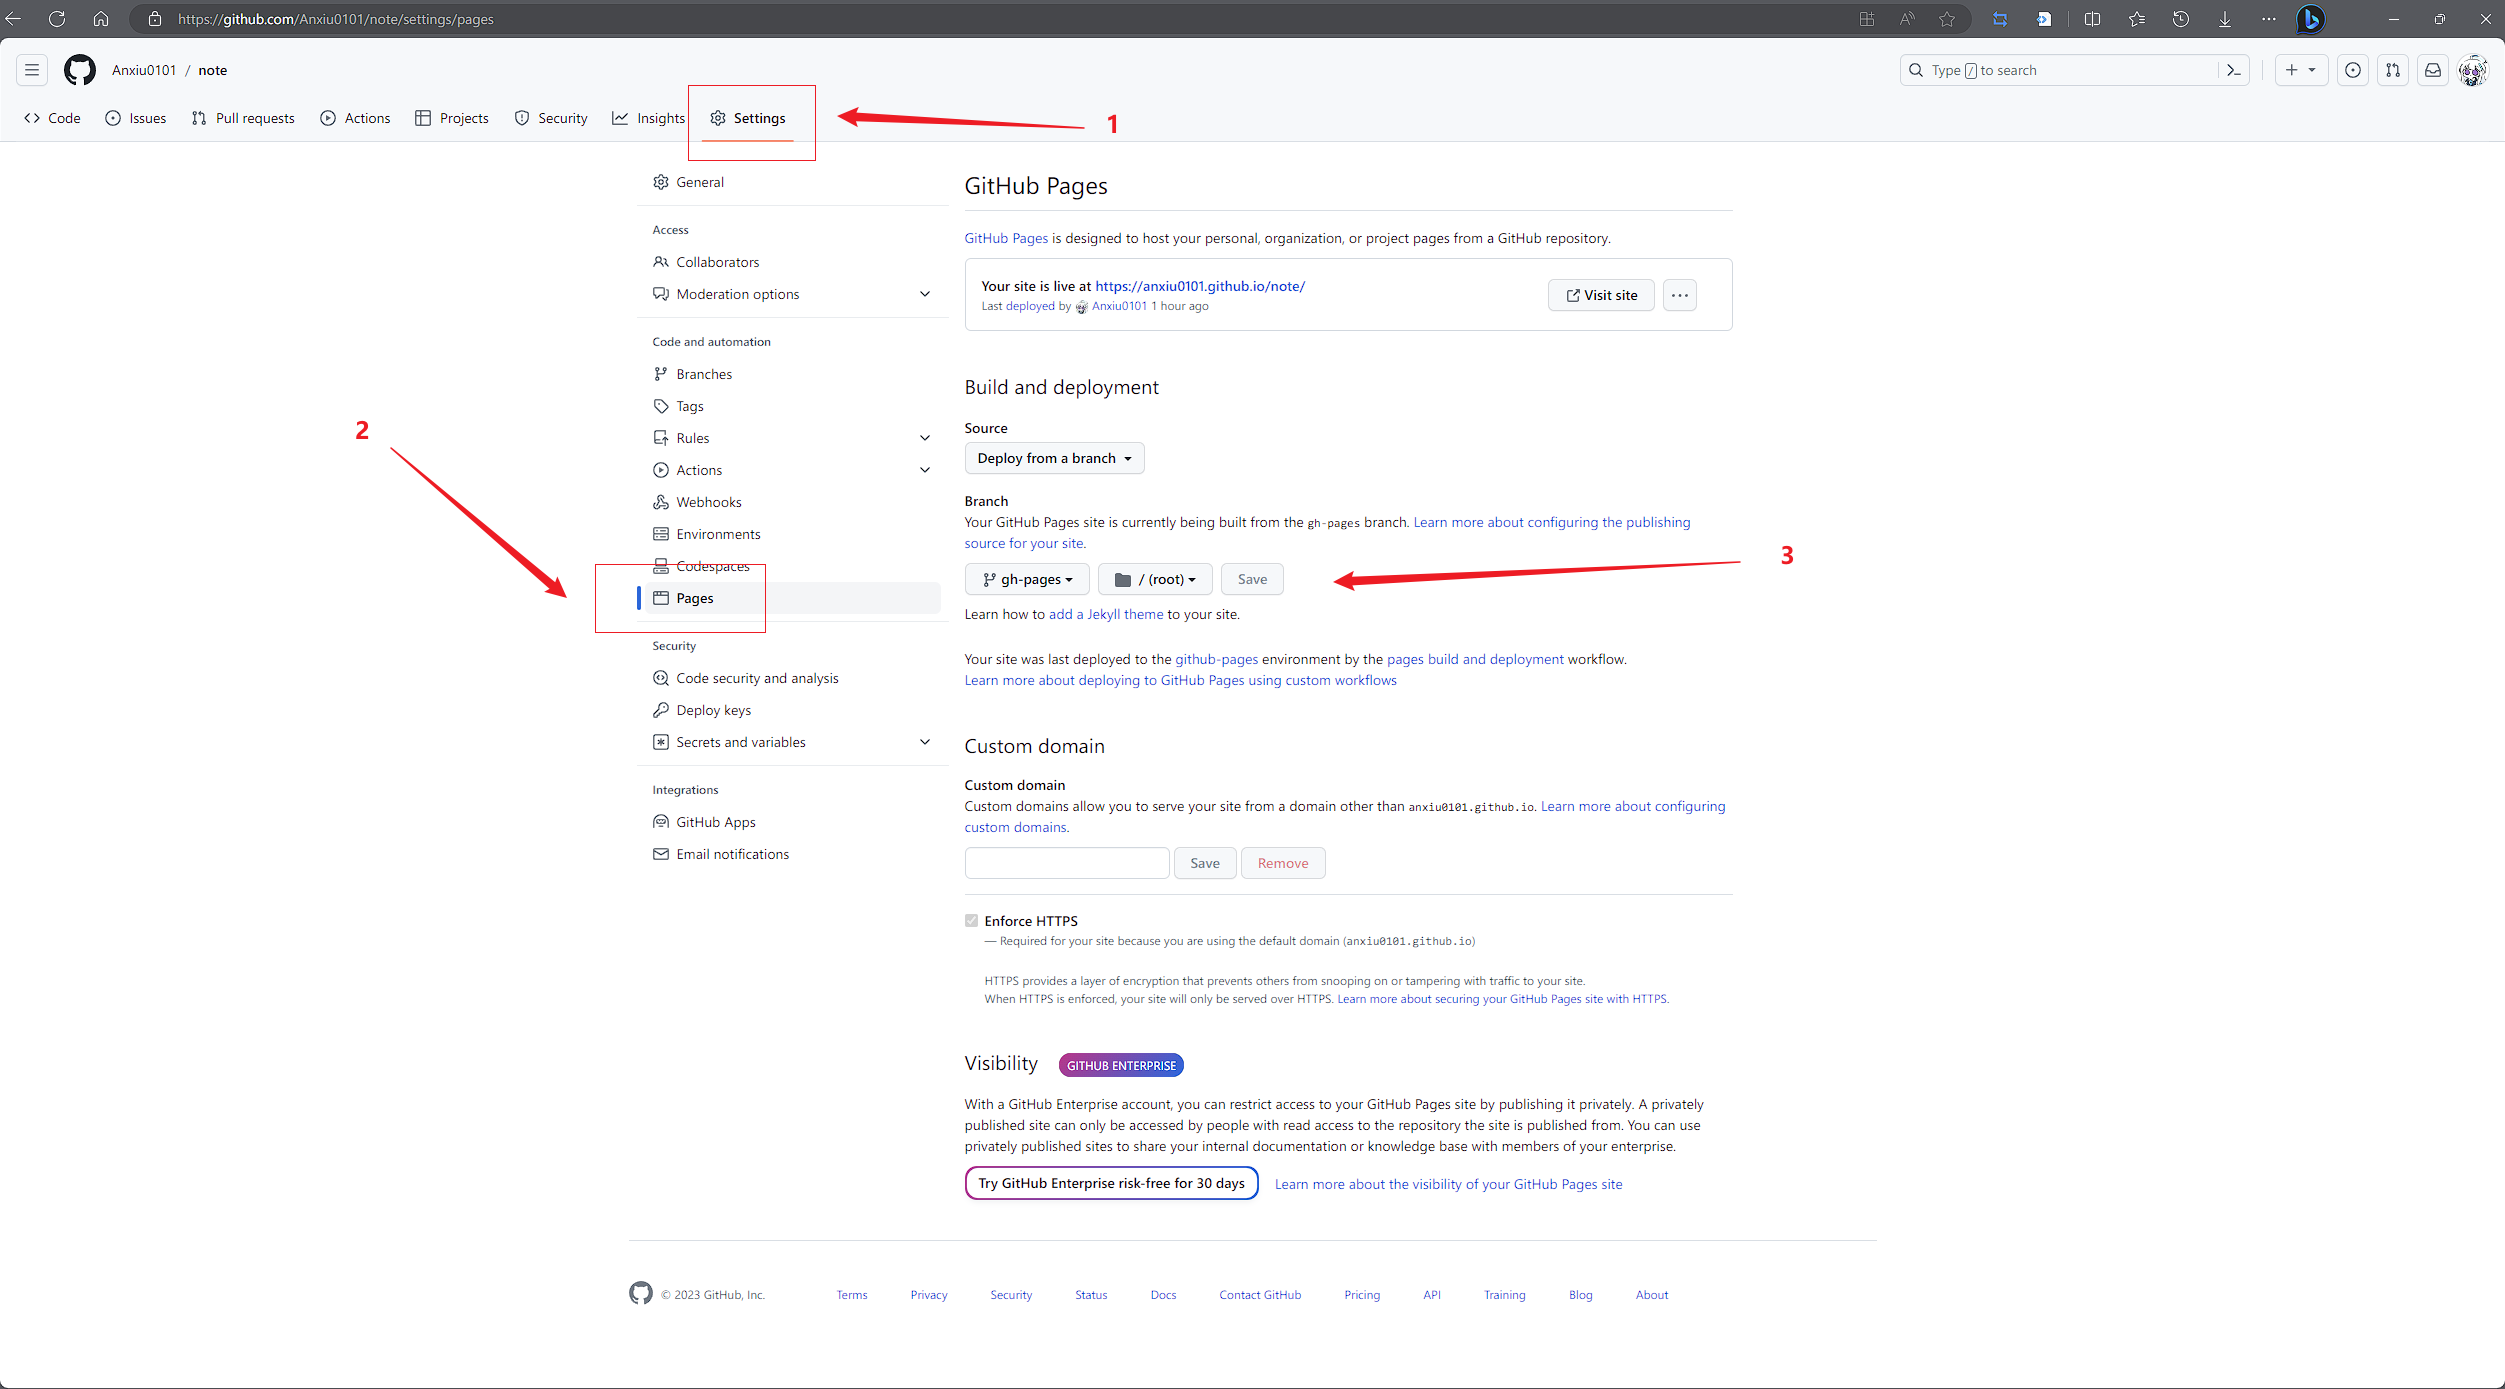 https://github.com/Anxiu0101/note/settings/pages
Anxiu0101 / note
Type / to search
Code Issues Pull requests Actions Projects Security Insights Settings
1
General
Access
Collaborators
Moderation options
Code and automation
Branches
Tags
Rules
Actions
Webhooks
Environments
Codespaces
Pages
Security
Code security and analysis
Deploy keys
Secrets and variables
Integrations
GitHub Apps
Email notifications
2
GitHub Pages
GitHub Pages is designed to host your personal, organization, or project pages from a GitHub repository.
Your site is live at https://anxiu0101.github.io/note/
Last deployed by Anxiu0101 1 hour ago
Visit site
Build and deployment
Source
Deploy from a branch
Branch
Your GitHub Pages site is currently being built from the gh-pages branch. Learn more about configuring the publishing
source for your site.
gh-pages / (root) Save
3
Learn how to add a Jekyll theme to your site.
Your site was last deployed to the github-pages environment by the pages build and deployment workflow.
Learn more about deploying to GitHub Pages using custom workflows
Custom domain
Custom domain
Custom domains allow you to serve your site from a domain other than anxiu0101.github.io. Learn more about configuring
custom domains.
Save Remove
Enforce HTTPS
— Required for your site because you are using the default domain (anxiu0101.github.io)
HTTPS provides a layer of encryption that prevents others from snooping on or tampering with traffic to your site.
When HTTPS is enforced, your site will only be served over HTTPS. Learn more about securing your GitHub Pages site with HTTPS.
Visibility GITHUB ENTERPRISE
With a GitHub Enterprise account, you can restrict access to your GitHub Pages site by publishing it privately. A privately
published site can only be accessed by people with read access to the repository the site is published from. You can use
privately published sites to share your internal documentation or knowledge base with members of your enterprise.
Try GitHub Enterprise risk-free for 30 days Learn more about the visibility of your GitHub Pages site
© 2023 GitHub, Inc. Terms Privacy Security Status Docs Contact GitHub Pricing API Training Blog About